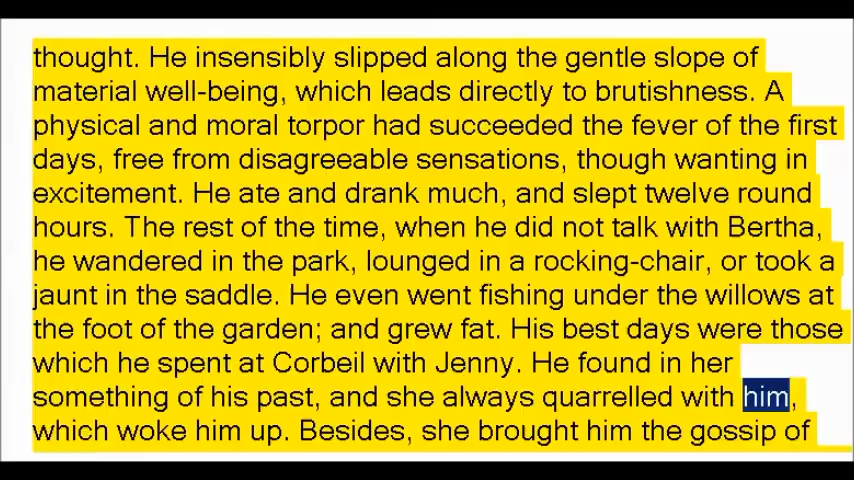 thought. He insensibly slipped along the gentle slope of
material well-being, which leads directly to brutishness. A
physical and moral torpor had succeeded the fever of the first
days, free from disagreeable sensations, though wanting in
excitement. He ate and drank much, and slept twelve round
hours. The rest of the time, when he did not talk with Bertha,
he wandered in the park, lounged in a rocking-chair, or took a
jaunt in the saddle. He even went fishing under the willows at
the foot of the garden; and grew fat. His best days were those
which he spent at Corbeil with Jenny. He found in her
something of his past, and she always quarrelled with him,
which woke him up. Besides, she brought him the gossip of